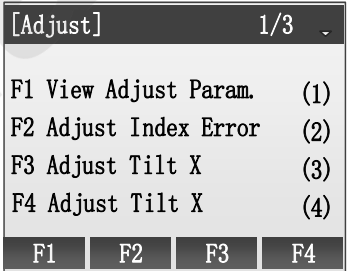 [Adjust] 1/3
F1 View Adjust Param. (1)
F2 Adjust Index Error (2)
F3 Adjust Tilt X (3)
F4 Adjust Tilt X (4)
F1 F2 F3 F4